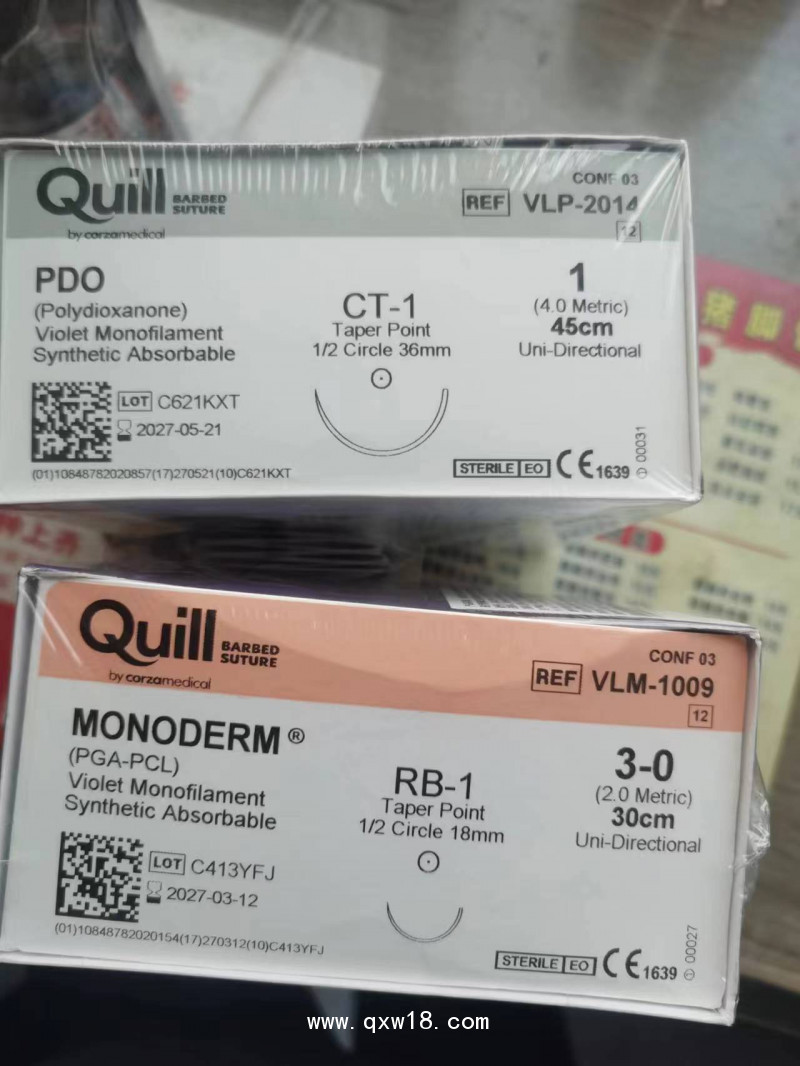 Quill BARBED SUTURE
by corzamedical
CONF 03
REF VLP-2014
12
PDO
(Polydioxanone)
Violet Monofilament
Synthetic Absorbable
CT-1
Taper Point
1/2 Circle 36mm
1
(4.0 Metric)
45cm
Uni-Directional
LOT C621KXT
2027-05-21
(01)10848782020857(17)270521(10)C621KXT
STERILE EO CE 1639
00031
Quill BARBED SUTURE
by corzamedical
CONF 03
REF VLM-1009
12
MONODERM®
(PGA-PCL)
Violet Monofilament
Synthetic Absorbable
RB-1
Taper Point
1/2 Circle 18mm
3-0
(2.0 Metric)
30cm
Uni-Directional
LOT C413YFJ
2027-03-12
(01)10848782020154(17)270312(10)C413YFJ
STERILE EO CE 1639
00027
www.qxw18.com